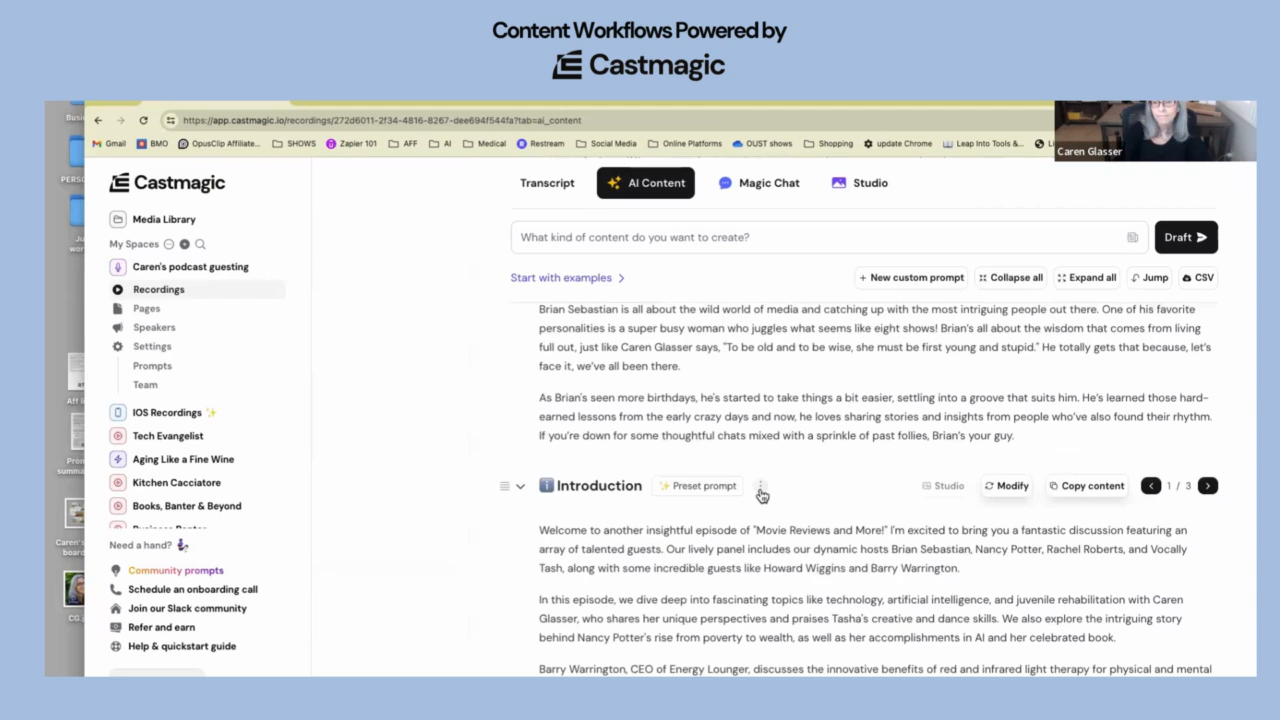 Content Workflows Powered by
Castmagic
https://app.castmagic.io/recordings/272d6011-2f34-4816-8267-dee694f544fa?tab=ai_content
Gmail
BMO
OpusClip Affiliate...
SHOWS
Zapier 101
AFF
AI
Medical
Restream
Social Media
Online Platforms
OUST shows
Shopping
update Chrome
Leap Into Tools &...
Caren Glasser
Castmagic
Transcript
AI Content
Magic Chat
Studio
Media Library
My Spaces
Caren's podcast guesting
Recordings
Pages
Speakers
Settings
Prompts
Team
IOS Recordings
Tech Evangelist
Aging Like a Fine Wine
Kitchen Cacciatore
Books, Banter & Beyond
Need a hand?
Community prompts
Schedule an onboarding call
Join our Slack community
Refer and earn
Help & quickstart guide
What kind of content do you want to create?
Draft
Start with examples
+ New custom prompt
Collapse all
Expand all
Jump
CSV
Brian Sebastian is all about the wild world of media and catching up with the most intriguing people out there. One of his favorite
personalities is a super busy woman who juggles what seems like eight shows! Brian's all about the wisdom that comes from living
full out, just like Caren Glasser says, "To be old and to be wise, she must be first young and stupid." He totally gets that because, let's
face it, we've all been there.
As Brian's seen more birthdays, he's started to take things a bit easier, settling into a groove that suits him. He's learned those hard-
earned lessons from the early crazy days and now, he loves sharing stories and insights from people who've also found their rhythm.
If you're down for some thoughtful chats mixed with a sprinkle of past follies, Brian's your guy.
Introduction
Preset prompt
Studio
Modify
Copy content
1 / 3
Welcome to another insightful episode of "Movie Reviews and More!" I'm excited to bring you a fantastic discussion featuring an
array of talented guests. Our lively panel includes our dynamic hosts Brian Sebastian, Nancy Potter, Rachel Roberts, and Vocally
Tash, along with some incredible guests like Howard Wiggins and Barry Warrington.
In this episode, we dive deep into fascinating topics like technology, artificial intelligence, and juvenile rehabilitation with Caren
Glasser, who shares her unique perspectives and praises Tasha's creative and dance skills. We also explore the intriguing story
behind Nancy Potter's rise from poverty to wealth, as well as her accomplishments in AI and her celebrated book.
Barry Warrington, CEO of Energy Lounger, discusses the innovative benefits of red and infrared light therapy for physical and mental